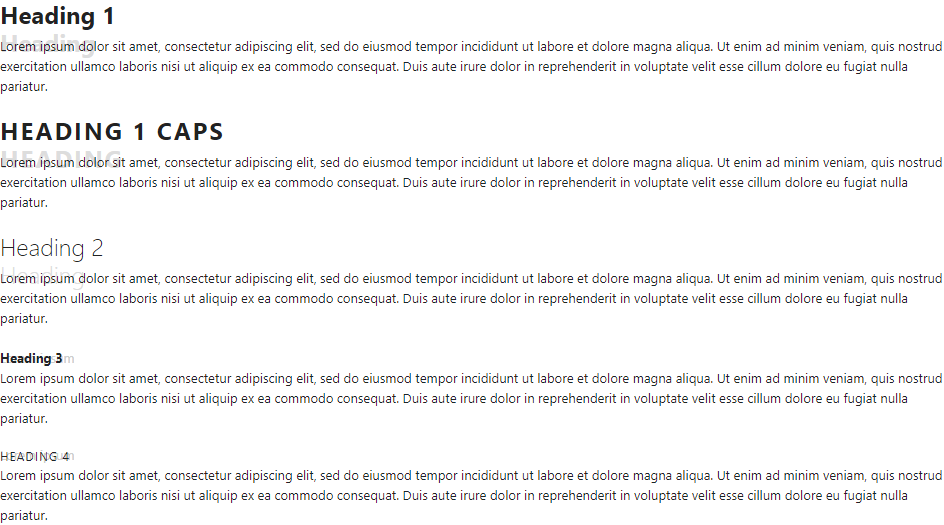 Heading 1
Heading
Lorem ipsum dolor sit amet, consectetur adipiscing elit, sed do eiusmod tempor incididunt ut labore et dolore magna aliqua. Ut enim ad minim veniam, quis nostrud
exercitation ullamco laboris nisi ut aliquip ex ea commodo consequat. Duis aute irure dolor in reprehenderit in voluptate velit esse cillum dolore eu fugiat nulla
pariatur.
HEADING 1 CAPS
HEADING
Lorem ipsum dolor sit amet, consectetur adipiscing elit, sed do eiusmod tempor incididunt ut labore et dolore magna aliqua. Ut enim ad minim veniam, quis nostrud
exercitation ullamco laboris nisi ut aliquip ex ea commodo consequat. Duis aute irure dolor in reprehenderit in voluptate velit esse cillum dolore eu fugiat nulla
pariatur.
Heading 2
Heading
Lorem ipsum dolor sit amet, consectetur adipiscing elit, sed do eiusmod tempor incididunt ut labore et dolore magna aliqua. Ut enim ad minim veniam, quis nostrud
exercitation ullamco laboris nisi ut aliquip ex ea commodo consequat. Duis aute irure dolor in reprehenderit in voluptate velit esse cillum dolore eu fugiat nulla
pariatur.
Heading 3
Lorem ipsum dolor sit amet, consectetur adipiscing elit, sed do eiusmod tempor incididunt ut labore et dolore magna aliqua. Ut enim ad minim veniam, quis nostrud
exercitation ullamco laboris nisi ut aliquip ex ea commodo consequat. Duis aute irure dolor in reprehenderit in voluptate velit esse cillum dolore eu fugiat nulla
pariatur.
HEADING 4
Lorem ipsum dolor sit amet, consectetur adipiscing elit, sed do eiusmod tempor incididunt ut labore et dolore magna aliqua. Ut enim ad minim veniam, quis nostrud
exercitation ullamco laboris nisi ut aliquip ex ea commodo consequat. Duis aute irure dolor in reprehenderit in voluptate velit esse cillum dolore eu fugiat nulla
pariatur.